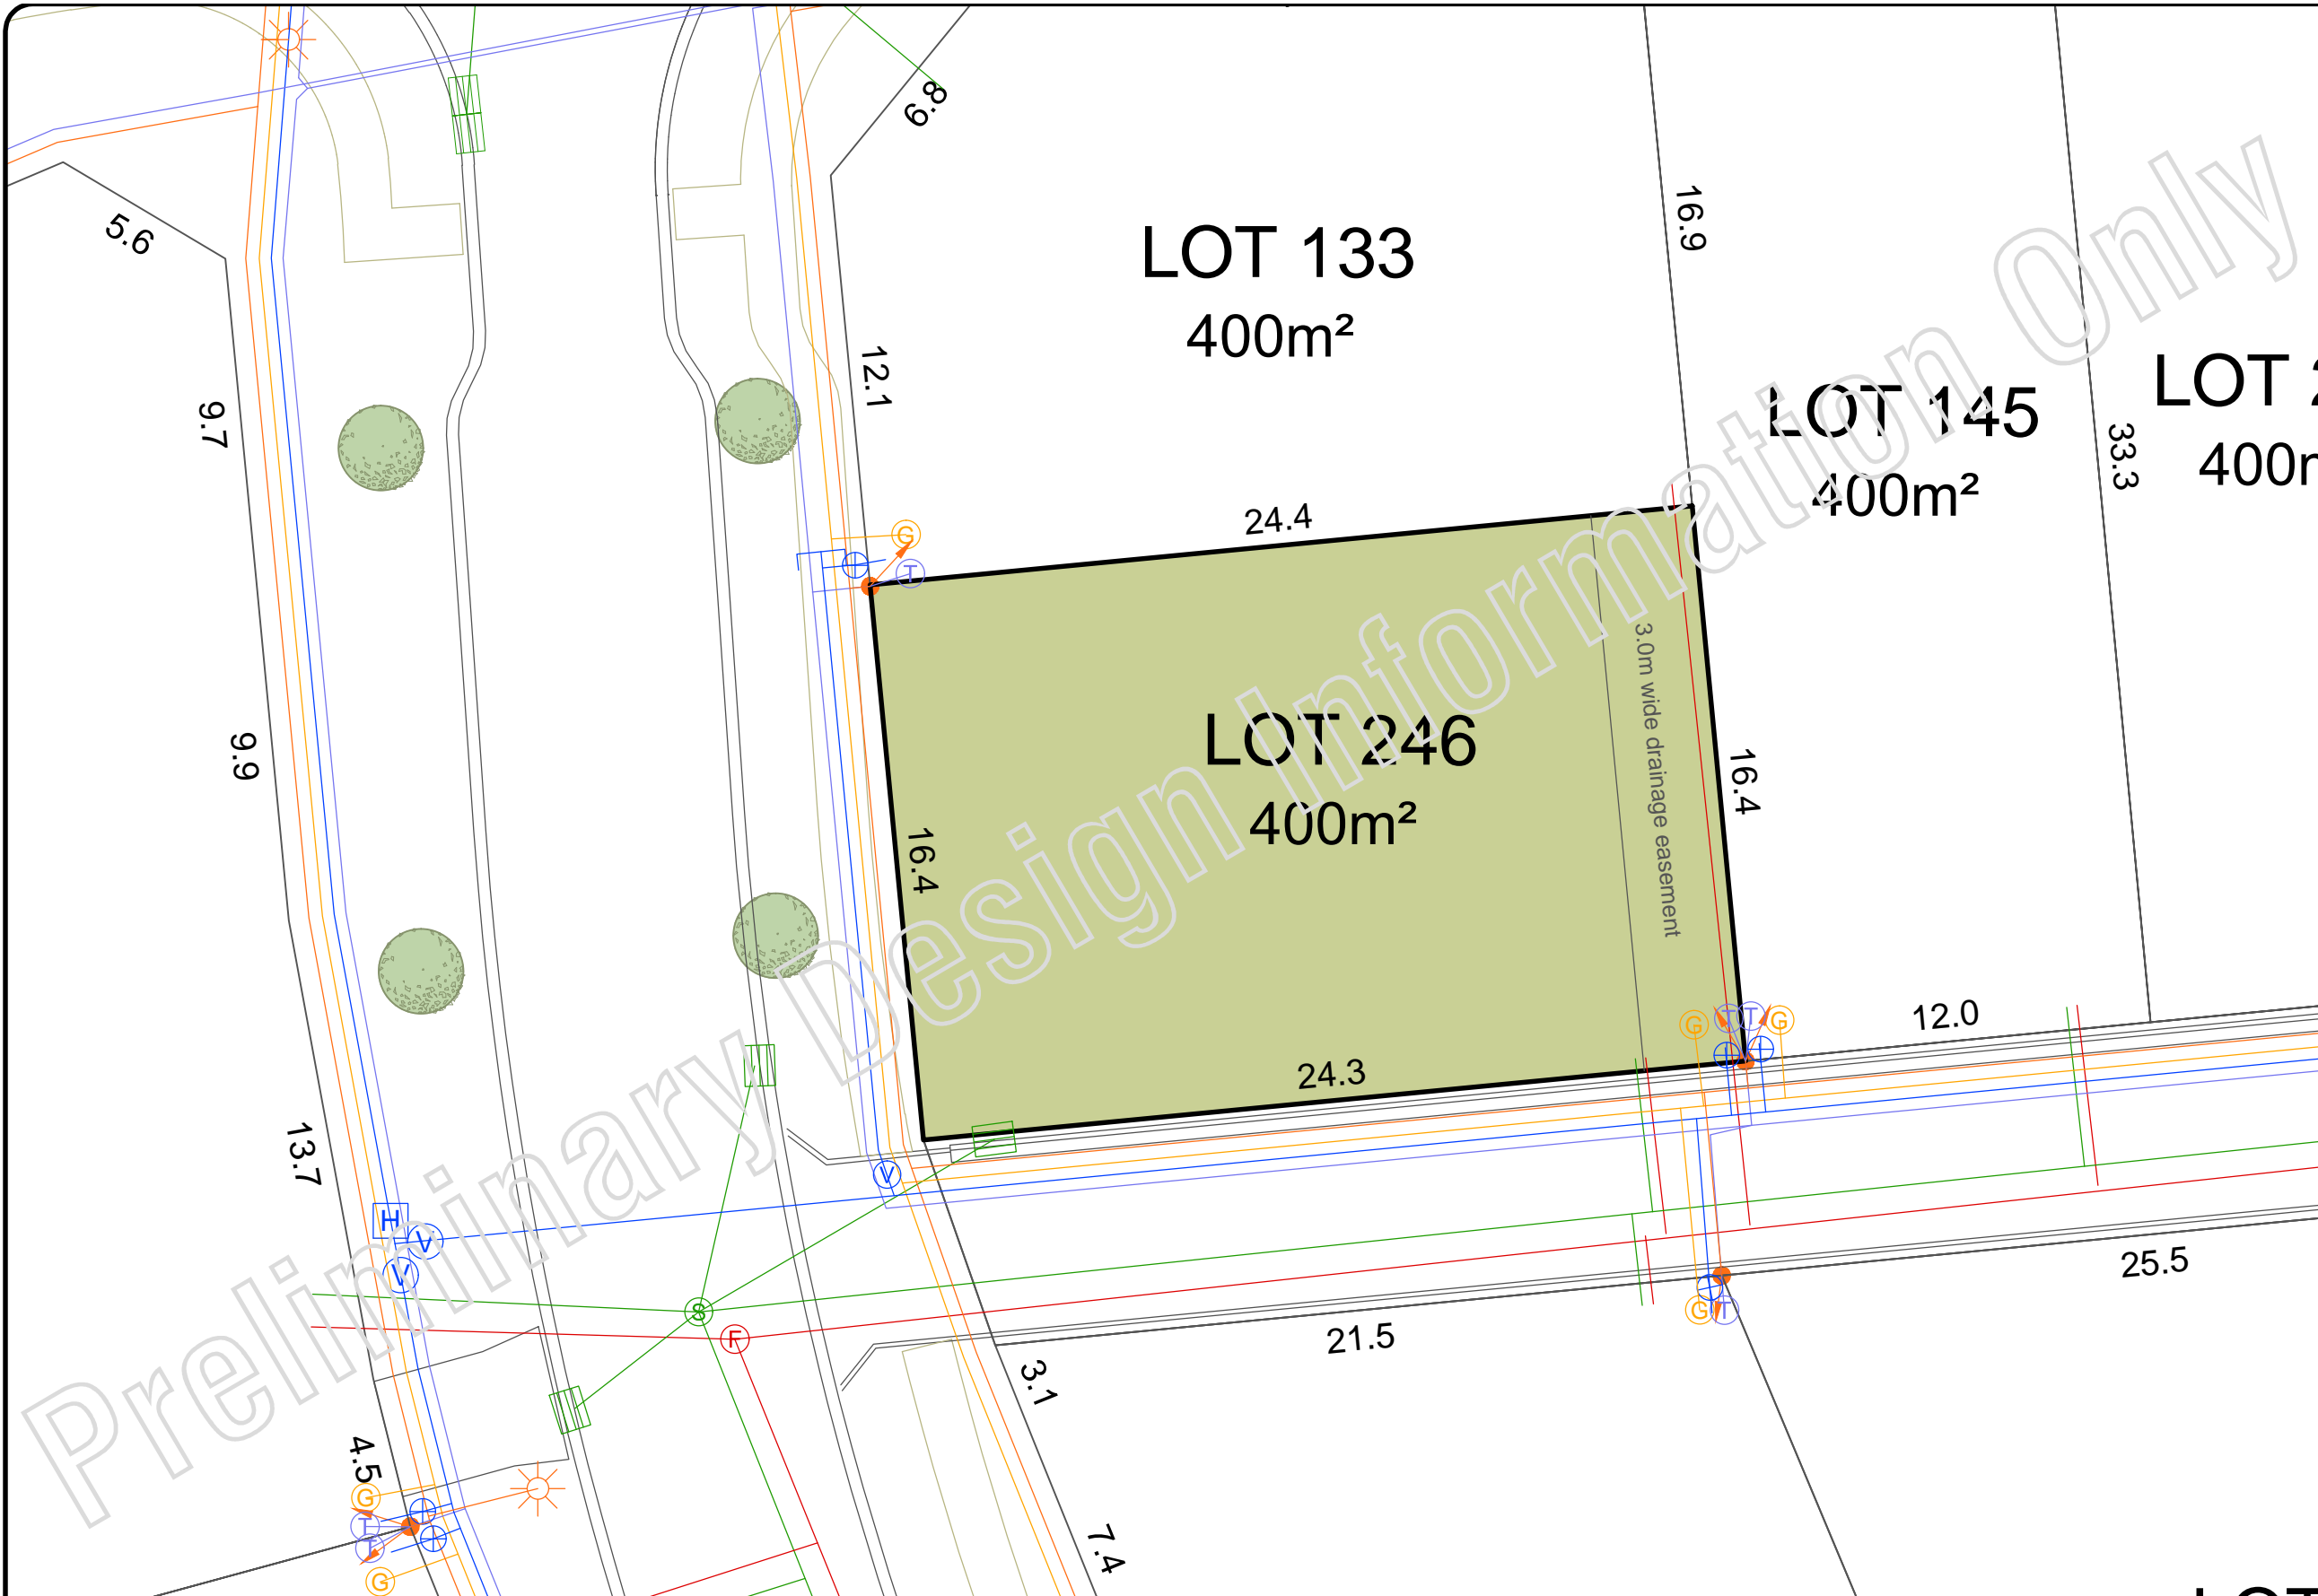 6.8
5.6
LOT 133
400m²
16.9
12.1
LOT 145
400m²
LOT
400
33.3
9.7
24.4
G
T
LOT 246
400m²
3.0m wide drainage easement
16.4
16.4
9.9
24.3
12.0
G
T
T
G
13.7
V
H
V
V
S
F
25.5
21.5
G
T
3.1
4.5
G
T
T
G
7.4
LOT
Preliminary Design Information Only